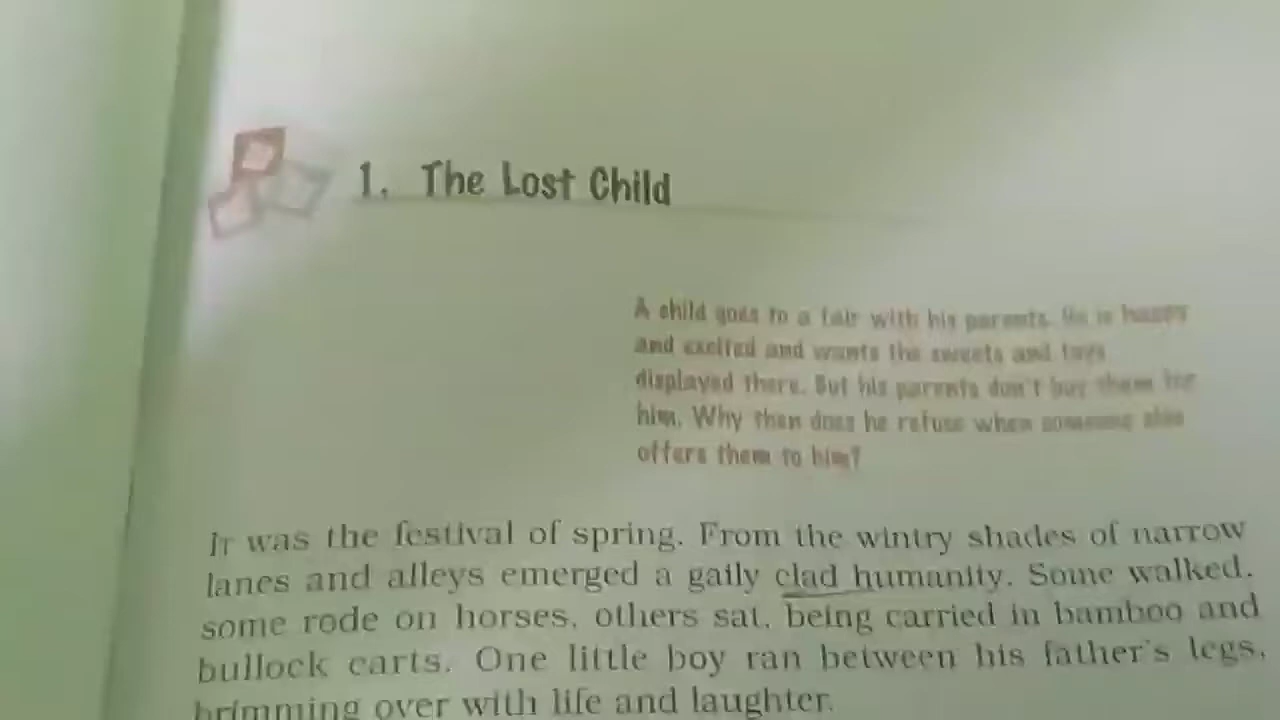 1. The Lost Child
A child goes to a fair with his parents. He is happy
and excited and wants the sweets and toys
displayed there. But his parents don't buy them for
him. Why then does he refuse when someone else
offers them to him?
It was the festival of spring. From the wintry shades of narrow
lanes and alleys emerged a gaily clad humanity. Some walked,
some rode on horses, others sat, being carried in bamboo and
bullock carts. One little boy ran between his father's legs,
brimming over with life and laughter.